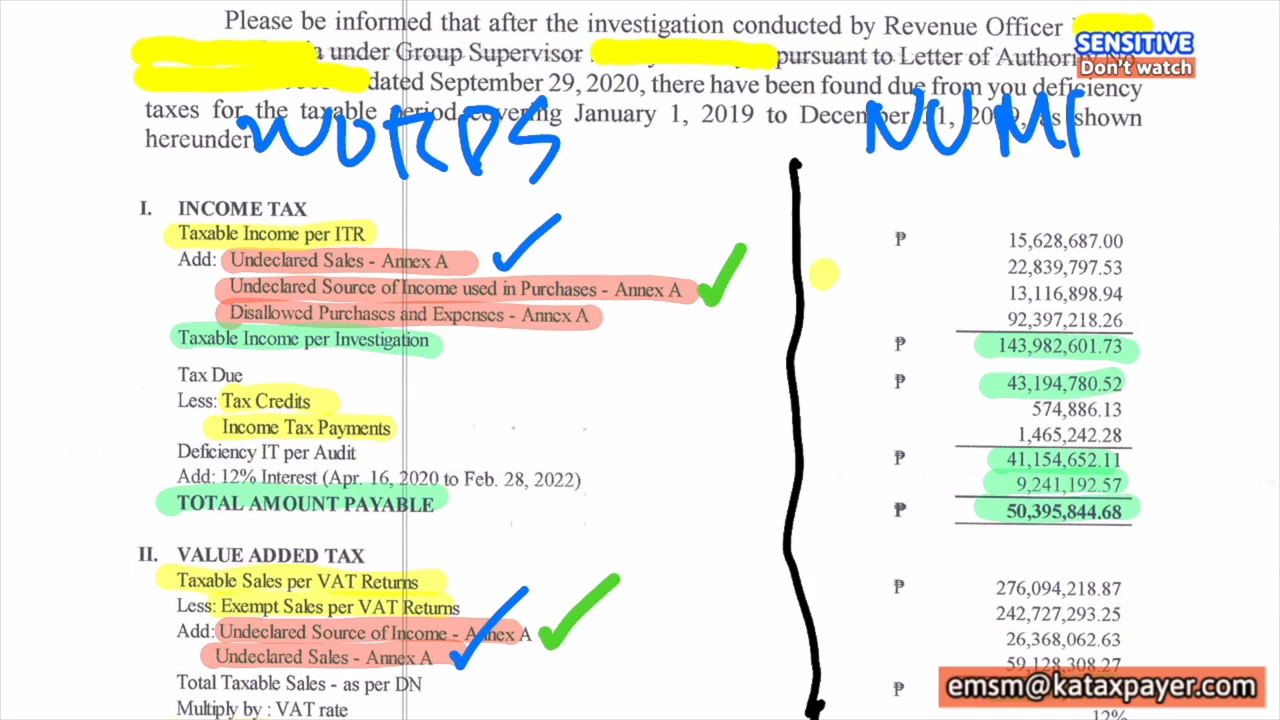 Please be informed that after the investigation conducted by Revenue Officer
under Group Supervisor pursuant to Letter of Authority No
dated September 29, 2020, there have been found due from you deficiency
taxes for the taxable period covering January 1, 2019 to December 31, 2019, as shown
hereunder:
SENSITIVE
Don't watch
WORDS
NUM
I. INCOME TAX
Taxable Income per ITR ₱ 15,628,687.00
Add: Undeclared Sales - Annex A 22,839,797.53
Undeclared Source of Income used in Purchases - Annex A 13,116,898.94
Disallowed Purchases and Expenses - Annex A 92,397,218.26
Taxable Income per Investigation ₱ 143,982,601.73
Tax Due ₱ 43,194,780.52
Less: Tax Credits 574,886.13
Income Tax Payments 1,465,242.28
Deficiency IT per Audit ₱ 41,154,652.11
Add: 12% Interest (Apr. 16, 2020 to Feb. 28, 2022) 9,241,192.57
TOTAL AMOUNT PAYABLE ₱ 50,395,844.68
II. VALUE ADDED TAX
Taxable Sales per VAT Returns ₱ 276,094,218.87
Less: Exempt Sales per VAT Returns 242,727,293.25
Add: Undeclared Source of Income - Annex A 26,368,062.63
Undeclared Sales - Annex A 59,128,308.27
Total Taxable Sales - as per DN ₱
Multiply by : VAT rate 12%
emsm@kataxpayer.com